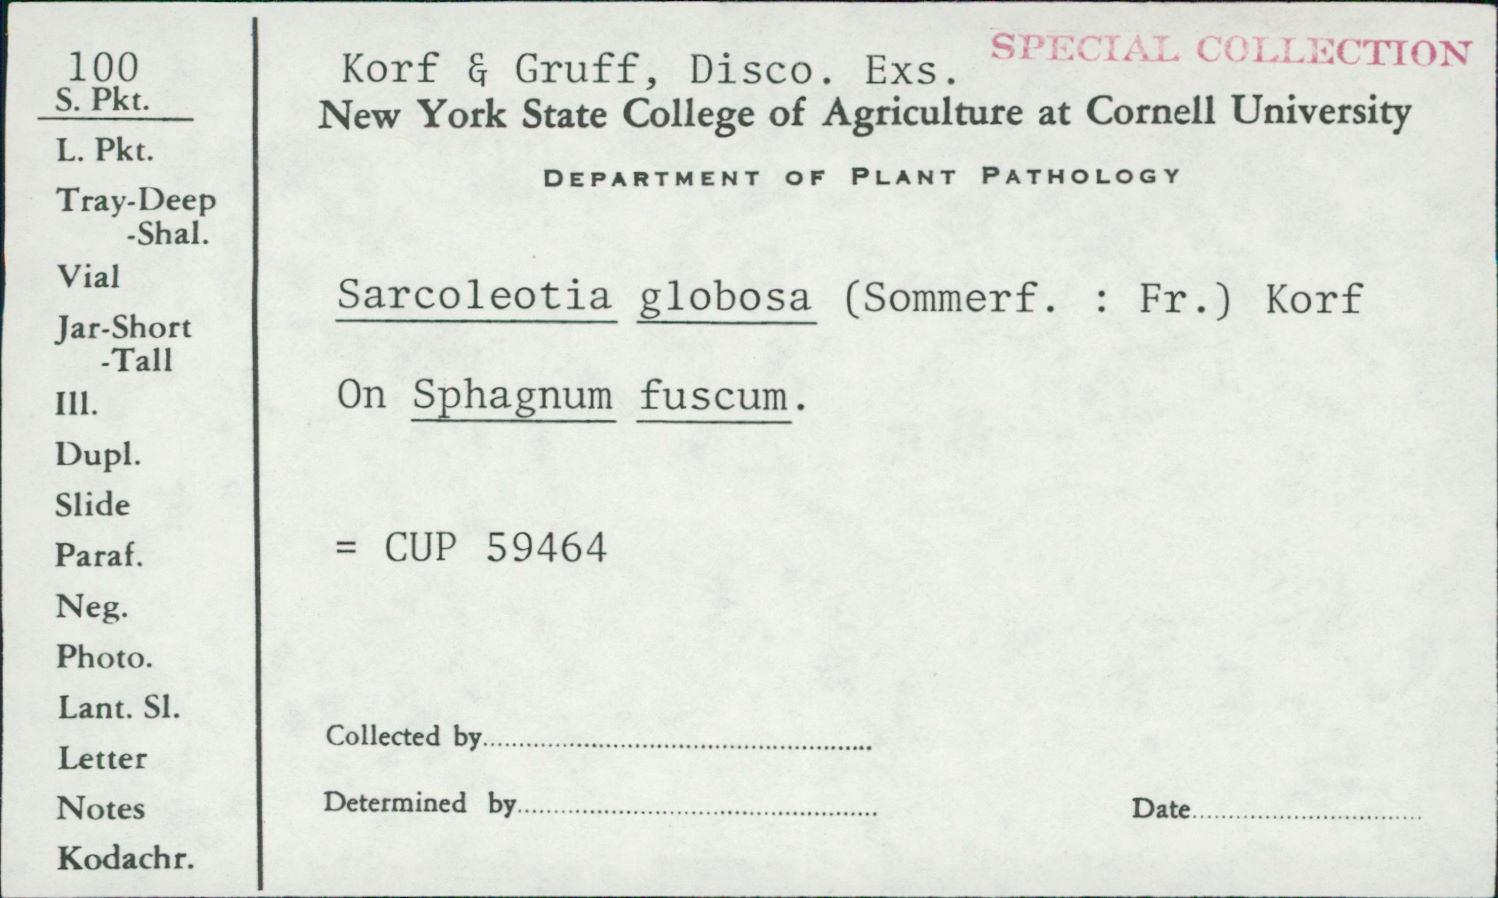 100
S. Pkt.
L. Pkt.
Tray-Deep
-Shal.
Vial
Jar-Short
-Tall
Ill.
Dupl.
Slide
Paraf.
Neg.
Photo.
Lant. Sl.
Letter
Notes
Kodachr.
SPECIAL COLLECTION
Korf & Gruff, Disco. Exs.
New York State College of Agriculture at Cornell University
DEPARTMENT OF PLANT PATHOLOGY
Sarcoleotia globosa (Sommerf. : Fr.) Korf
On Sphagnum fuscum.
= CUP 59464
Collected by
Determined by
Date